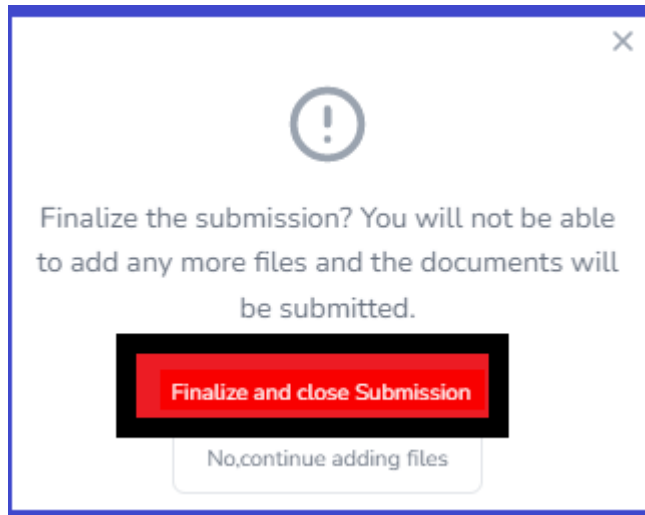 Finalize the submission? You will not be able
to add any more files and the documents will
be submitted.
Finalize and close Submission
No,continue adding files